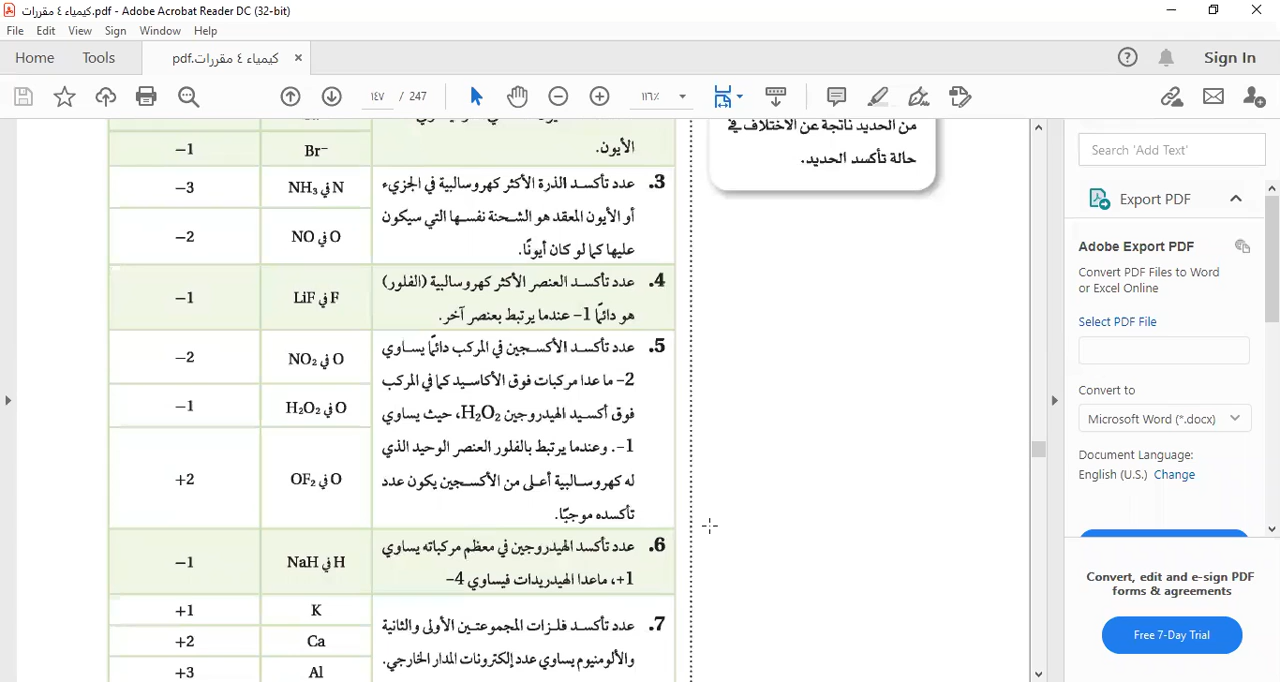 كيمياء ٤ مقررات.pdf - Adobe Acrobat Reader DC (32-bit)
File Edit View Sign Window Help
Home Tools كيمياء ٤ مقررات.pdf × Sign In
١٤٧ / 247 ١١٦٪
الأيون.
Br⁻
−1
3. عدد تأكسد الذرة الأكثر كهروسالبية في الجزيء
أو الأيون المعقد هو الشحنة نفسها التي سيكون
عليها كما لو كان أيونًا.
N في NH₃
−3
O في NO
−2
4. عدد تأكسد العنصر الأكثر كهروسالبية (الفلور)
هو دائمًا 1− عندما يرتبط بعنصر آخر.
F في LiF
−1
5. عدد تأكسد الأكسجين في المركب دائمًا يساوي
2− ما عدا مركبات فوق الأكاسيد كما في المركب
فوق أكسيد الهيدروجين H₂O₂، حيث يساوي
1−. وعندما يرتبط بالفلور العنصر الوحيد الذي
له كهروسالبية أعلى من الأكسجين يكون عدد
تأكسده موجبًا.
O في NO₂
−2
O في H₂O₂
−1
O في OF₂
+2
6. عدد تأكسد الهيدروجين في معظم مركباته يساوي
1+، ماعدا الهيدريدات فيساوي 4−
H في NaH
−1
7. عدد تأكسد فلزات المجموعتين الأولى والثانية
والألومنيوم يساوي عدد إلكترونات المدار الخارجي.
K
+1
Ca
+2
Al
+3
من الحديد ناتجة عن الاختلاف في
حالة تأكسد الحديد.
Search 'Add Text'
Export PDF
Adobe Export PDF
Convert PDF Files to Word
or Excel Online
Select PDF File
Convert to
Microsoft Word (*.docx)
Document Language:
English (U.S.) Change
Convert, edit and e-sign PDF
forms & agreements
Free 7-Day Trial